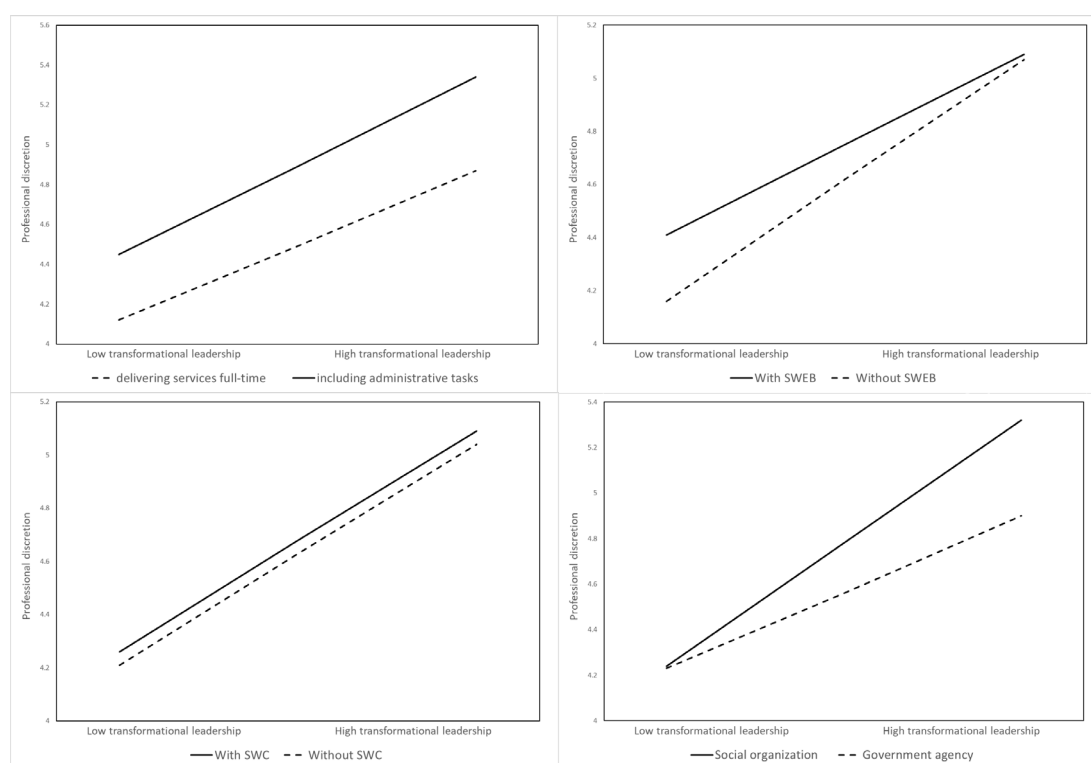 5.6
5.4
5.2
5
4.8
4.6
4.4
4.2
4
Professional discretion
Low transformational leadership High transformational leadership
delivering services full-time including administrative tasks
5.2
5
4.8
4.6
4.4
4.2
4
Professional discretion
Low transformational leadership High transformational leadership
With SWEB Without SWEB
5.2
5
4.8
4.6
4.4
4.2
4
Professional discretion
Low transformational leadership High transformational leadership
With SWC Without SWC
5.4
5.2
5
4.8
4.6
4.4
4.2
4
Professional discretion
Low transformational leadership High transformational leadership
Social organization Government agency